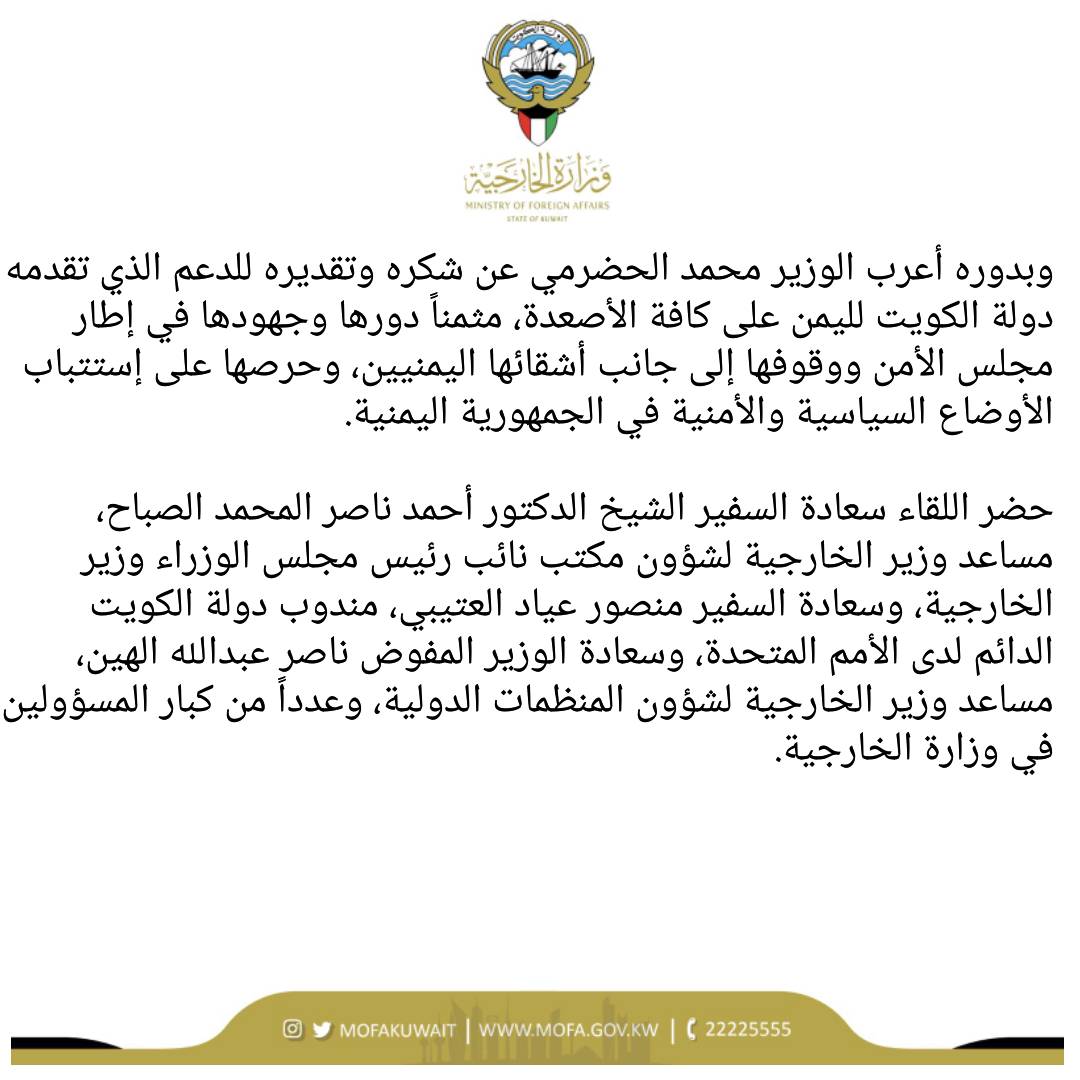 دولة الكويت
وزارة الخارجية
MINISTRY OF FOREIGN AFFAIRS
STATE OF KUWAIT
وبدوره أعرب الوزير محمد الحضرمي عن شكره وتقديره للدعم الذي تقدمه
دولة الكويت لليمن على كافة الأصعدة، مثمناً دورها وجهودها في إطار
مجلس الأمن ووقوفها إلى جانب أشقائها اليمنيين، وحرصها على إستتباب
الأوضاع السياسية والأمنية في الجمهورية اليمنية.
حضر اللقاء سعادة السفير الشيخ الدكتور أحمد ناصر المحمد الصباح،
مساعد وزير الخارجية لشؤون مكتب نائب رئيس مجلس الوزراء وزير
الخارجية، وسعادة السفير منصور عياد العتيبي، مندوب دولة الكويت
الدائم لدى الأمم المتحدة، وسعادة الوزير المفوض ناصر عبدالله الهين،
مساعد وزير الخارجية لشؤون المنظمات الدولية، وعدداً من كبار المسؤولين
في وزارة الخارجية.
MOFAKUWAIT | WWW.MOFA.GOV.KW | 22225555